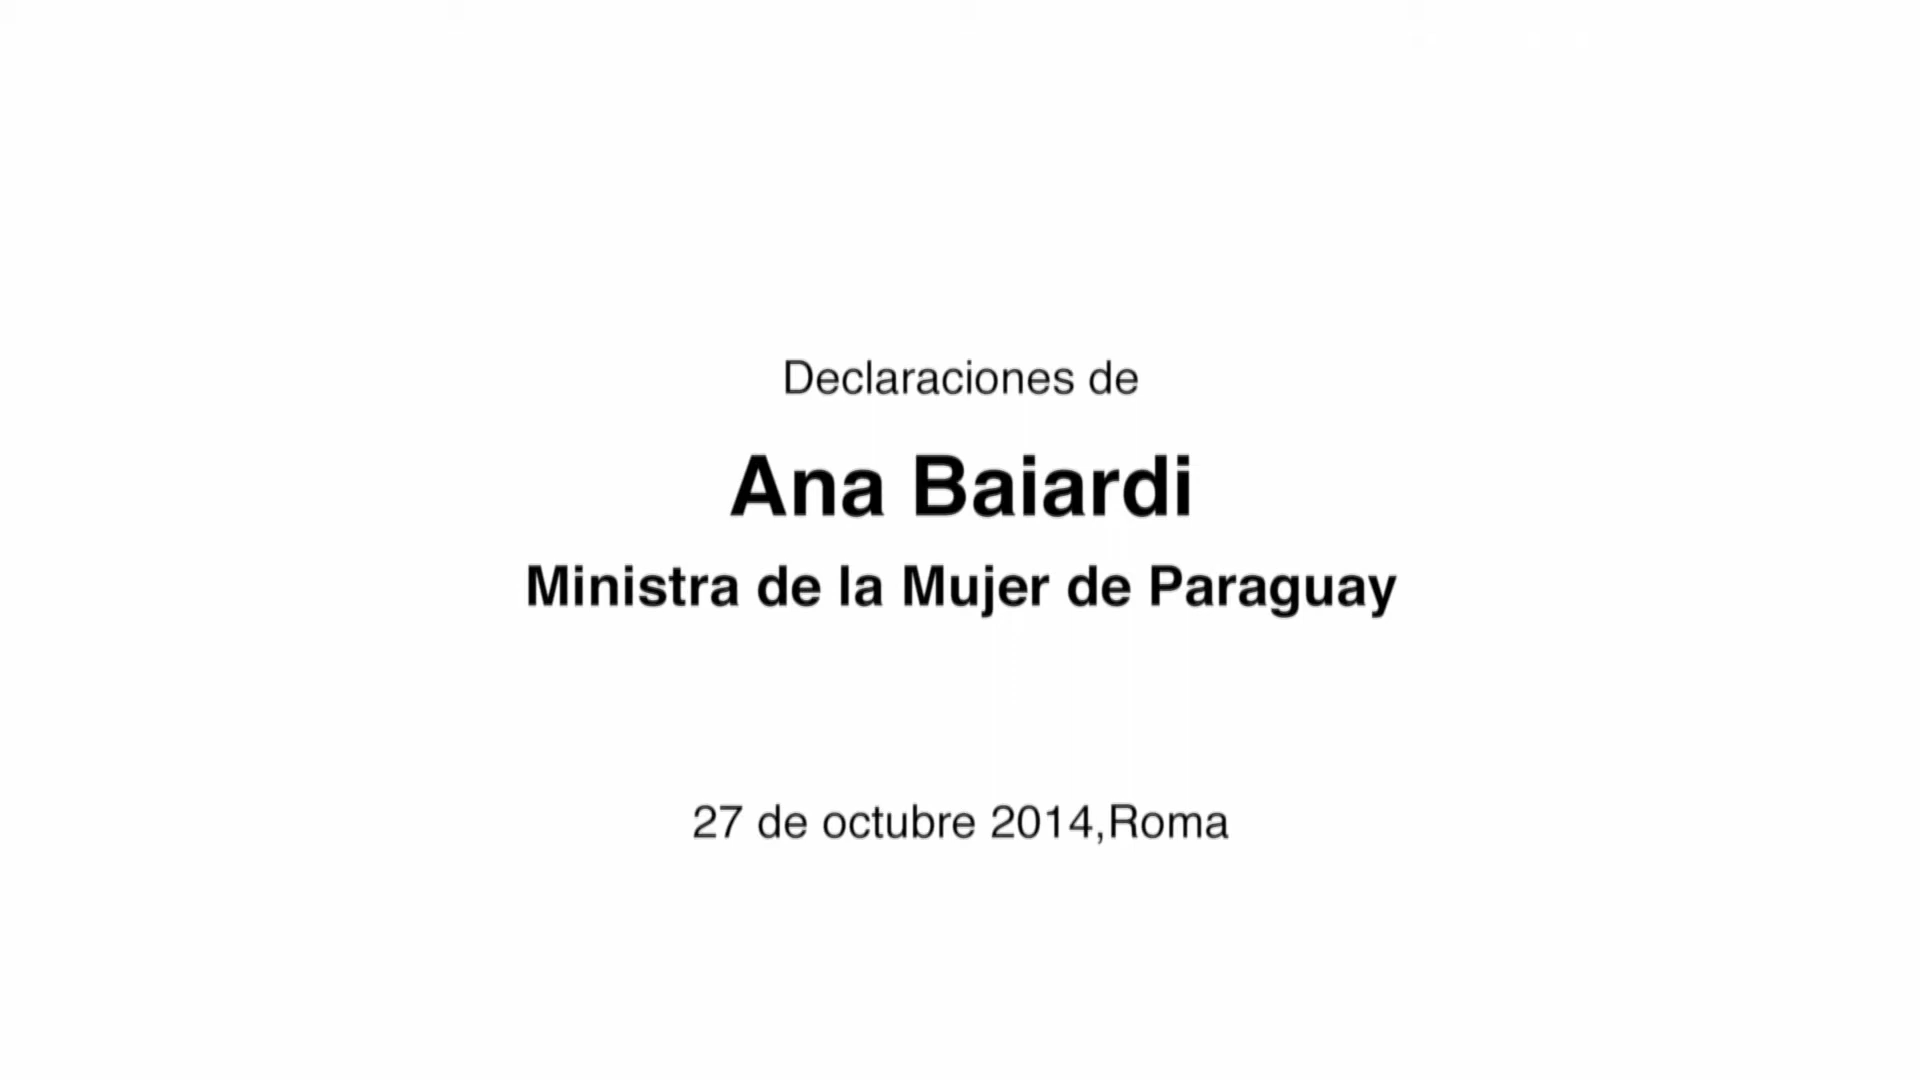 Declaraciones de
Ana Baiardi
Ministra de la Mujer de Paraguay
27 de octubre 2014,Roma